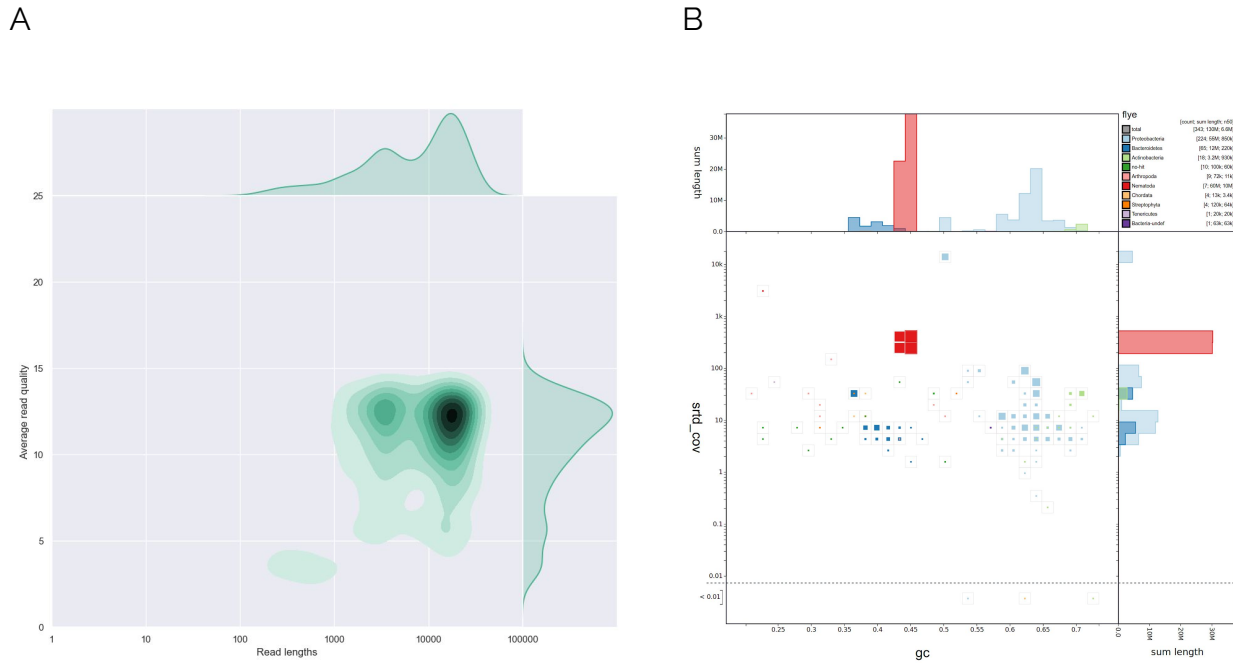 A
B
25
20
15
10
5
0
Average read quality
1
10
100
1000
10000
100000
Read lengths
sum length
30M
20M
10M
0.0
flye
[count; sum length; n50]
total [342; 130M; 6.6M]
Proteobacteria [224; 55M; 850k]
Bacteroidetes [65; 12M; 220k]
Actinobacteria [18; 3.2M; 930k]
no-hit [10; 100k; 60k]
Arthropoda [9; 72k; 11k]
Nematoda [7; 60M; 10M]
Chordata [4; 13k; 3.4k]
Streptophyta [4; 120k; 64k]
Tenericutes [1; 20k; 20k]
Bacteria-undef [1; 63k; 63k]
srtd_cov
10k
1k
100
10
1
0.1
0.01
< 0.01
0.25
0.3
0.35
0.4
0.45
0.5
0.55
0.6
0.65
0.7
gc
0.0
10M
20M
30M
sum length